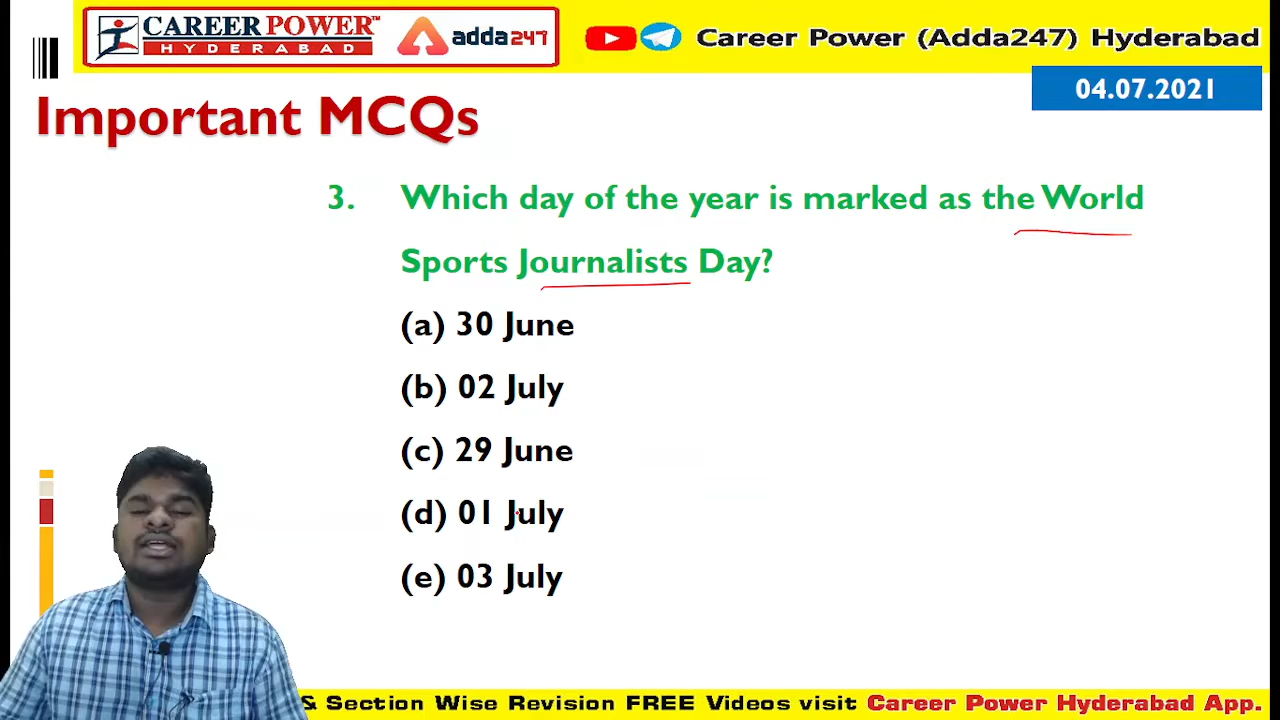 CAREER POWER™
HYDERABAD
adda247
Career Power (Adda247) Hyderabad
04.07.2021
Important MCQs
3. Which day of the year is marked as the World
Sports Journalists Day?
(a) 30 June
(b) 02 July
(c) 29 June
(d) 01 July
(e) 03 July
& Section Wise Revision FREE Videos visit Career Power Hyderabad App.